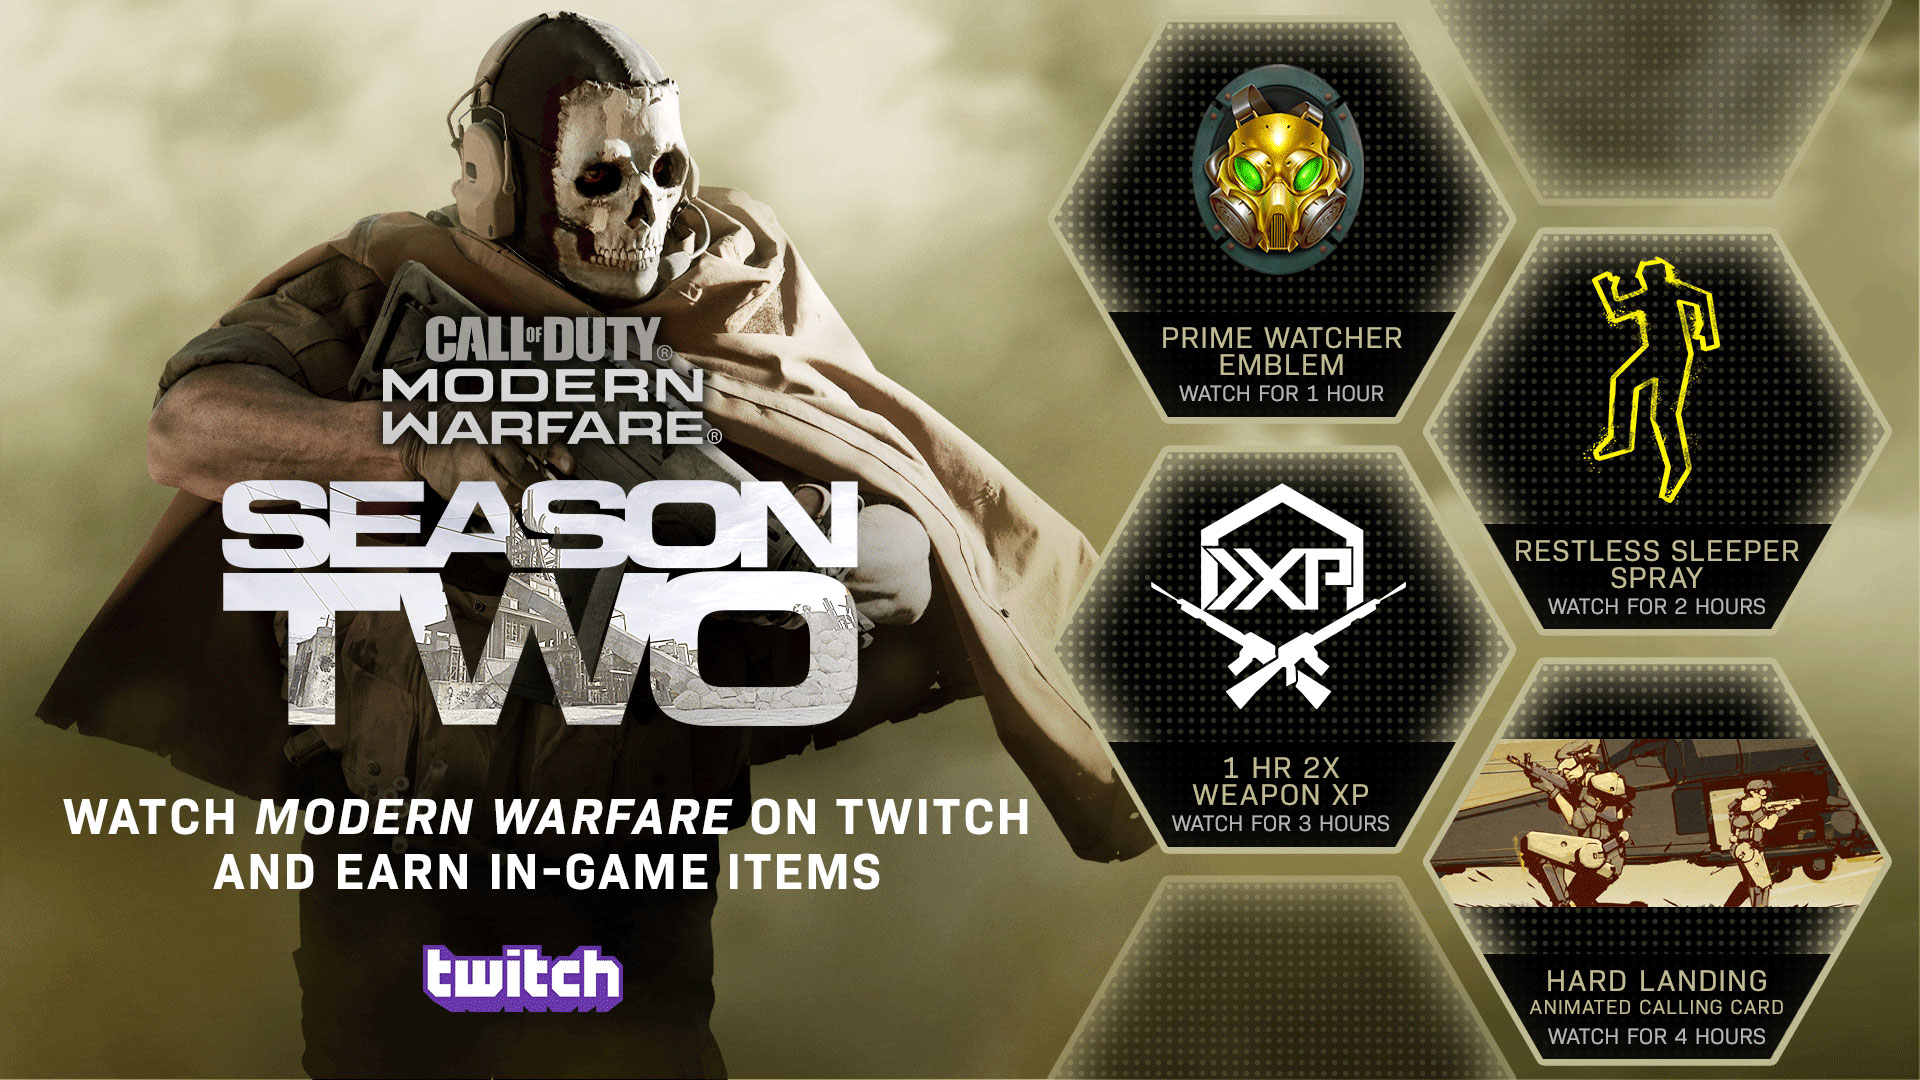 CALL OF DUTY®
MODERN
WARFARE®
SEASON
TWO
WATCH MODERN WARFARE ON TWITCH
AND EARN IN-GAME ITEMS
twitch
PRIME WATCHER
EMBLEM
WATCH FOR 1 HOUR
RESTLESS SLEEPER
SPRAY
WATCH FOR 2 HOURS
DXP
1 HR 2X
WEAPON XP
WATCH FOR 3 HOURS
HARD LANDING
ANIMATED CALLING CARD
WATCH FOR 4 HOURS